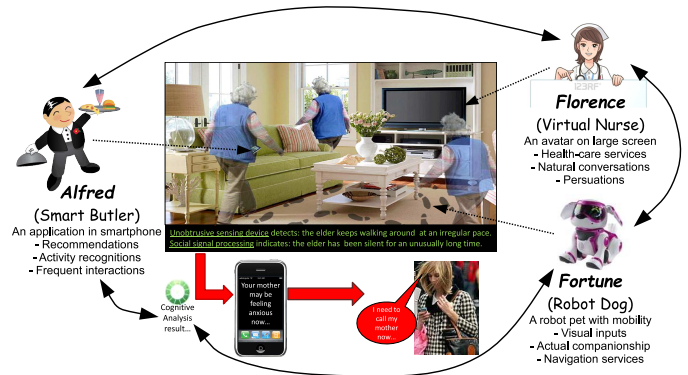 123RF
Florence
(Virtual Nurse)
An avatar on large screen
- Health-care services
- Natural conversations
- Persuations
Alfred
(Smart Butler)
An application in smartphone
- Recommendations
- Activity recognitions
- Frequent interactions
Unobtrusive sensing device detects: the elder keeps walking around at an irregular pace.
Social signal processing indicates: the elder has been silent for an unusually long time.
Cognitive
Analysis
result...
Your mother
may be
feeling
anxious
now...
I need to
call my
mother
now...
Fortune
(Robot Dog)
A robot pet with mobility
- Visual inputs
- Actual companionship
- Navigation services